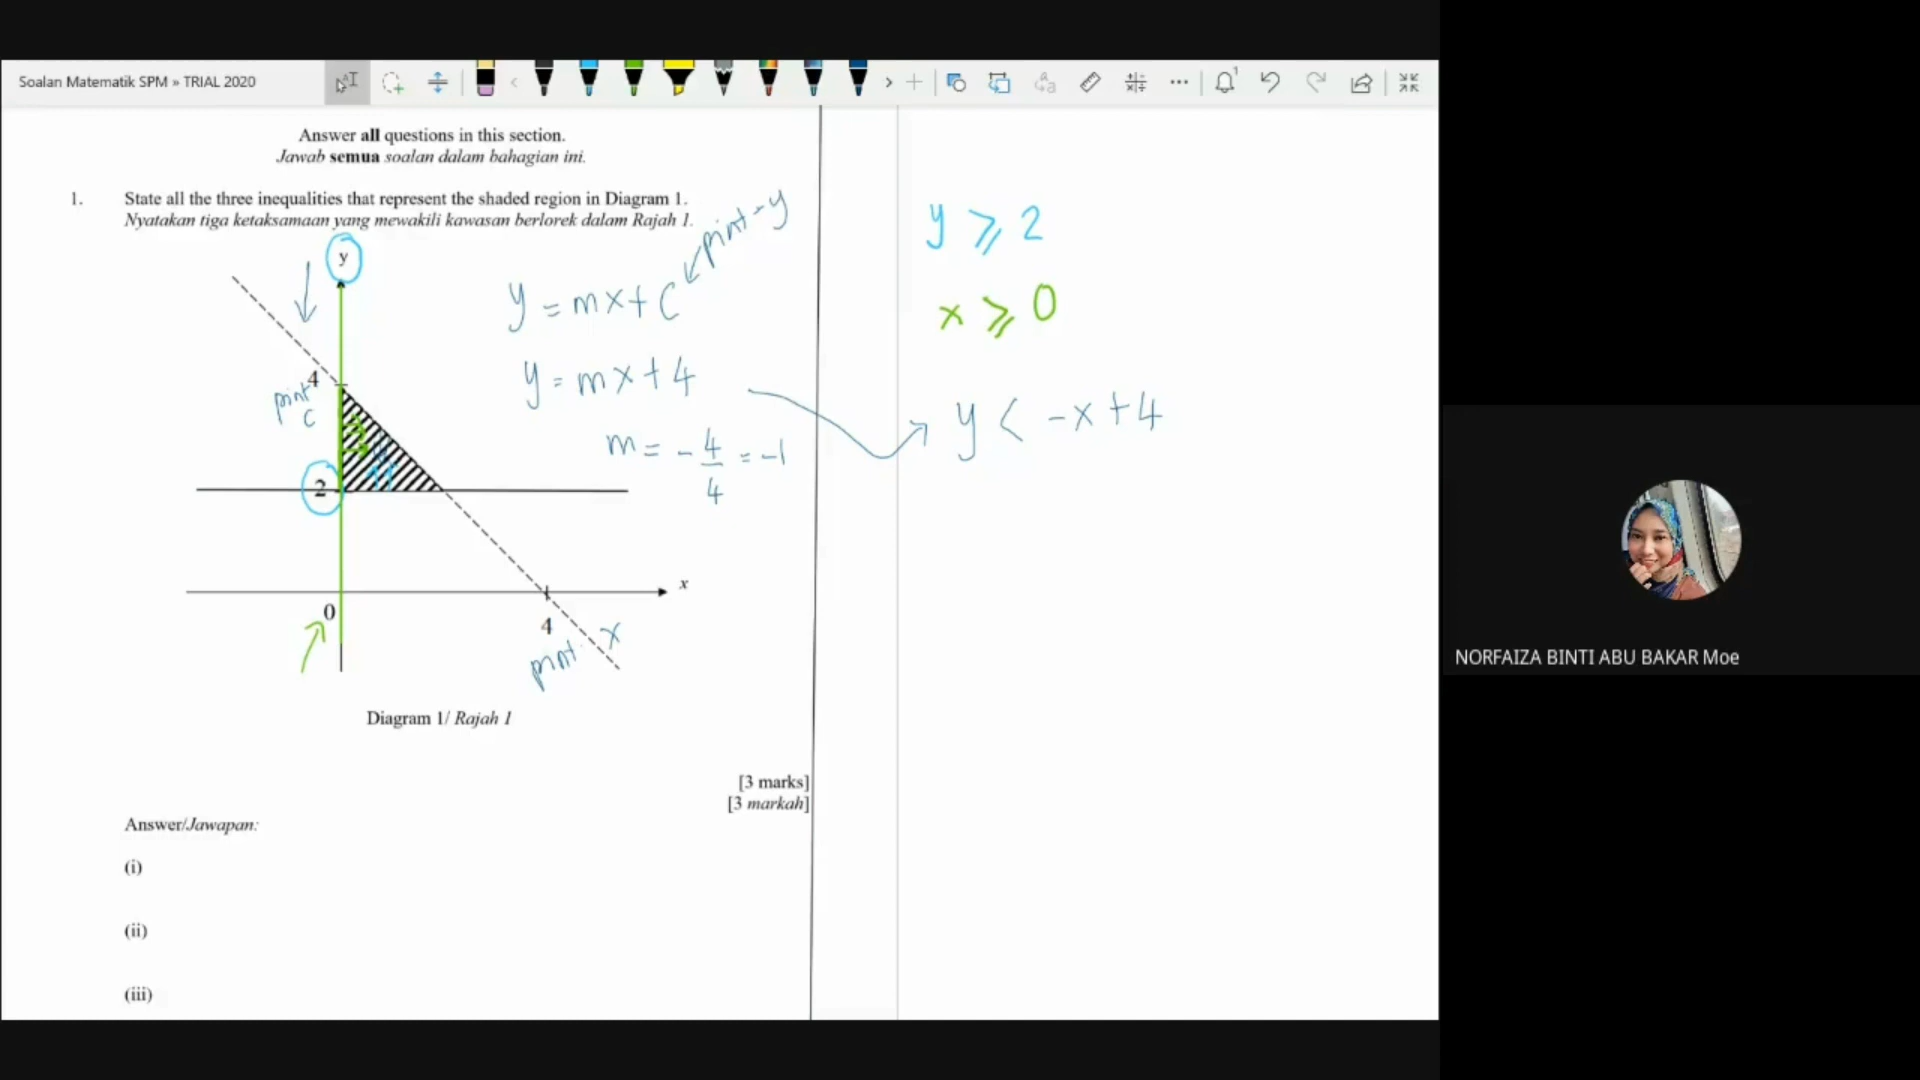 Soalan Matematik SPM » TRIAL 2020
Answer all questions in this section.
Jawab semua soalan dalam bahagian ini.
1. State all the three inequalities that represent the shaded region in Diagram 1.
Nyatakan tiga ketaksamaan yang mewakili kawasan berlorek dalam Rajah 1.
y
4
pint
c
2
0
4
x
pint. x
pint-y
y = mx + c
y = mx + 4
m = - 4/4 = -1
Diagram 1/ Rajah 1
[3 marks]
[3 markah]
Answer/Jawapan:
(i)
(ii)
(iii)
y ⩾ 2
x ⩾ 0
y < -x + 4
NORFAIZA BINTI ABU BAKAR Moe